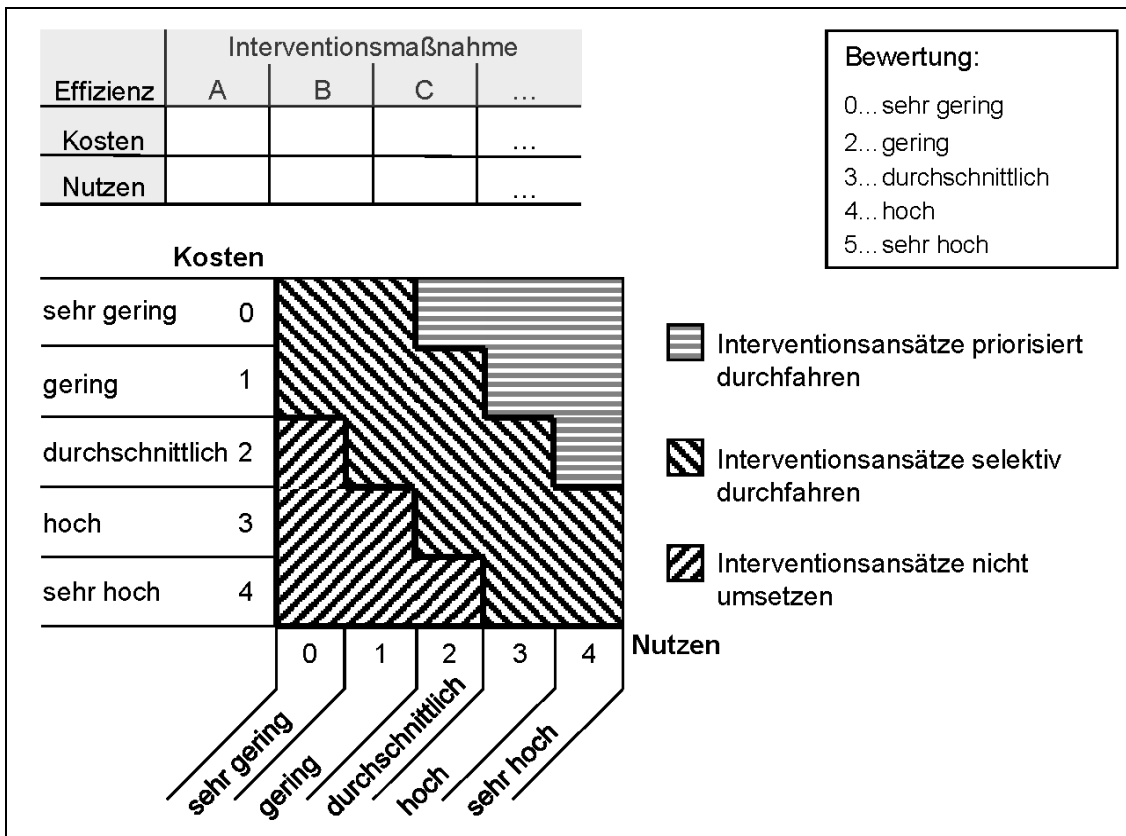 Interventionsmaßnahme
Effizienz A B C ...
Kosten ...
Nutzen ...
Bewertung:
0... sehr gering
2... gering
3... durchschnittlich
4... hoch
5... sehr hoch
Kosten
sehr gering 0
gering 1
durchschnittlich 2
hoch 3
sehr hoch 4
0 1 2 3 4 Nutzen
sehr gering
gering
durchschnittlich
hoch
sehr hoch
Interventionsansätze priorisiert
durchfahren
Interventionsansätze selektiv
durchfahren
Interventionsansätze nicht
umsetzen